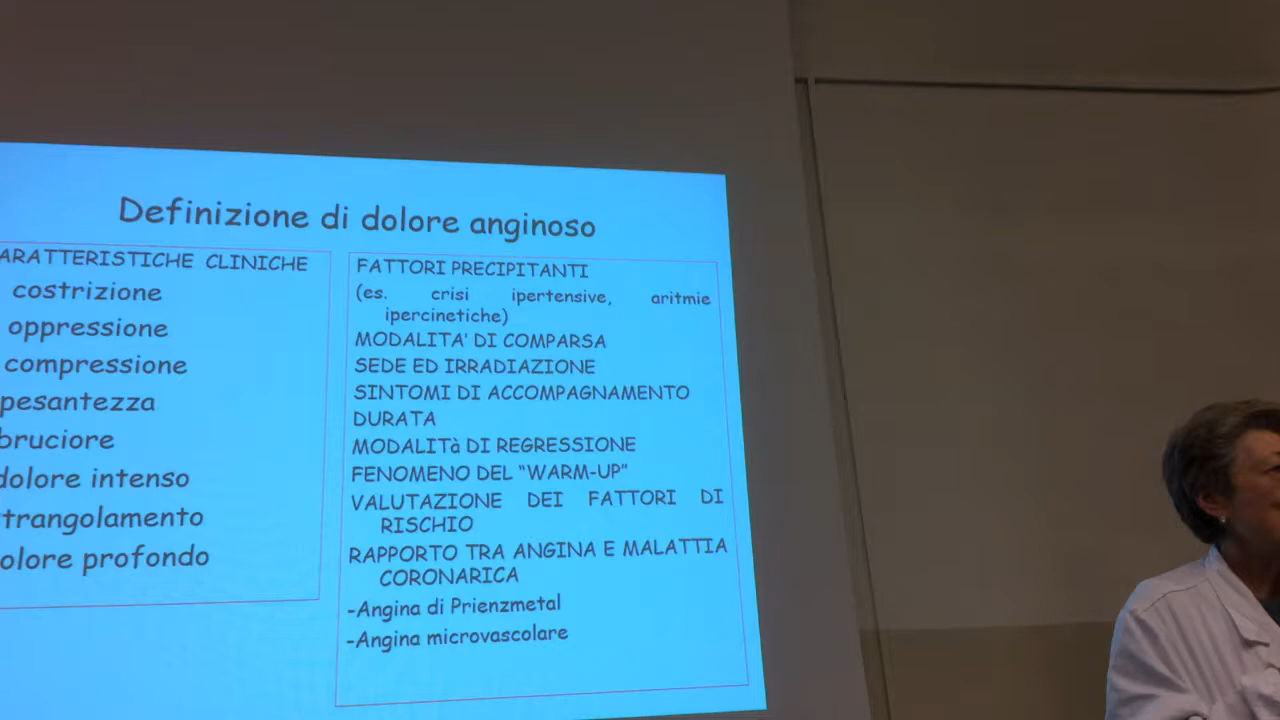 Definizione di dolore anginoso
ARATTERISTICHE CLINICHE
costrizione
oppressione
compressione
pesantezza
bruciore
dolore intenso
trangolamento
olore profondo
FATTORI PRECIPITANTI
(es. crisi ipertensive, aritmie
ipercinetiche)
MODALITA' DI COMPARSA
SEDE ED IRRADIAZIONE
SINTOMI DI ACCOMPAGNAMENTO
DURATA
MODALITà DI REGRESSIONE
FENOMENO DEL “WARM-UP”
VALUTAZIONE DEI FATTORI DI
RISCHIO
RAPPORTO TRA ANGINA E MALATTIA
CORONARICA
-Angina di Prienzmetal
-Angina microvascolare